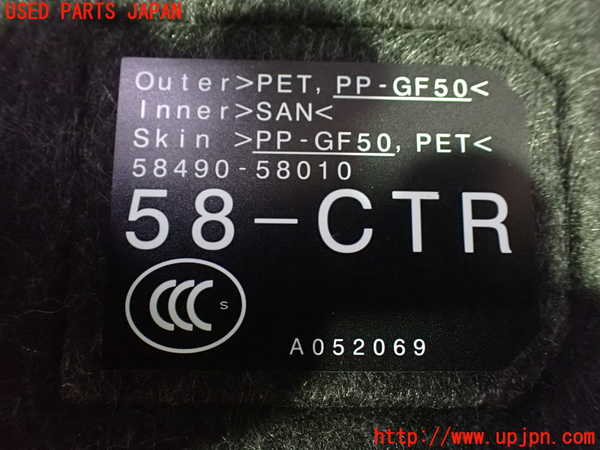 USED PARTS JAPAN
Outer>PET, PP-GF50<
Inner>SAN<
Skin >PP-GF50, PET<
58490-58010
58-CTR
CCC S
A052069
http://www.upjpn.com/